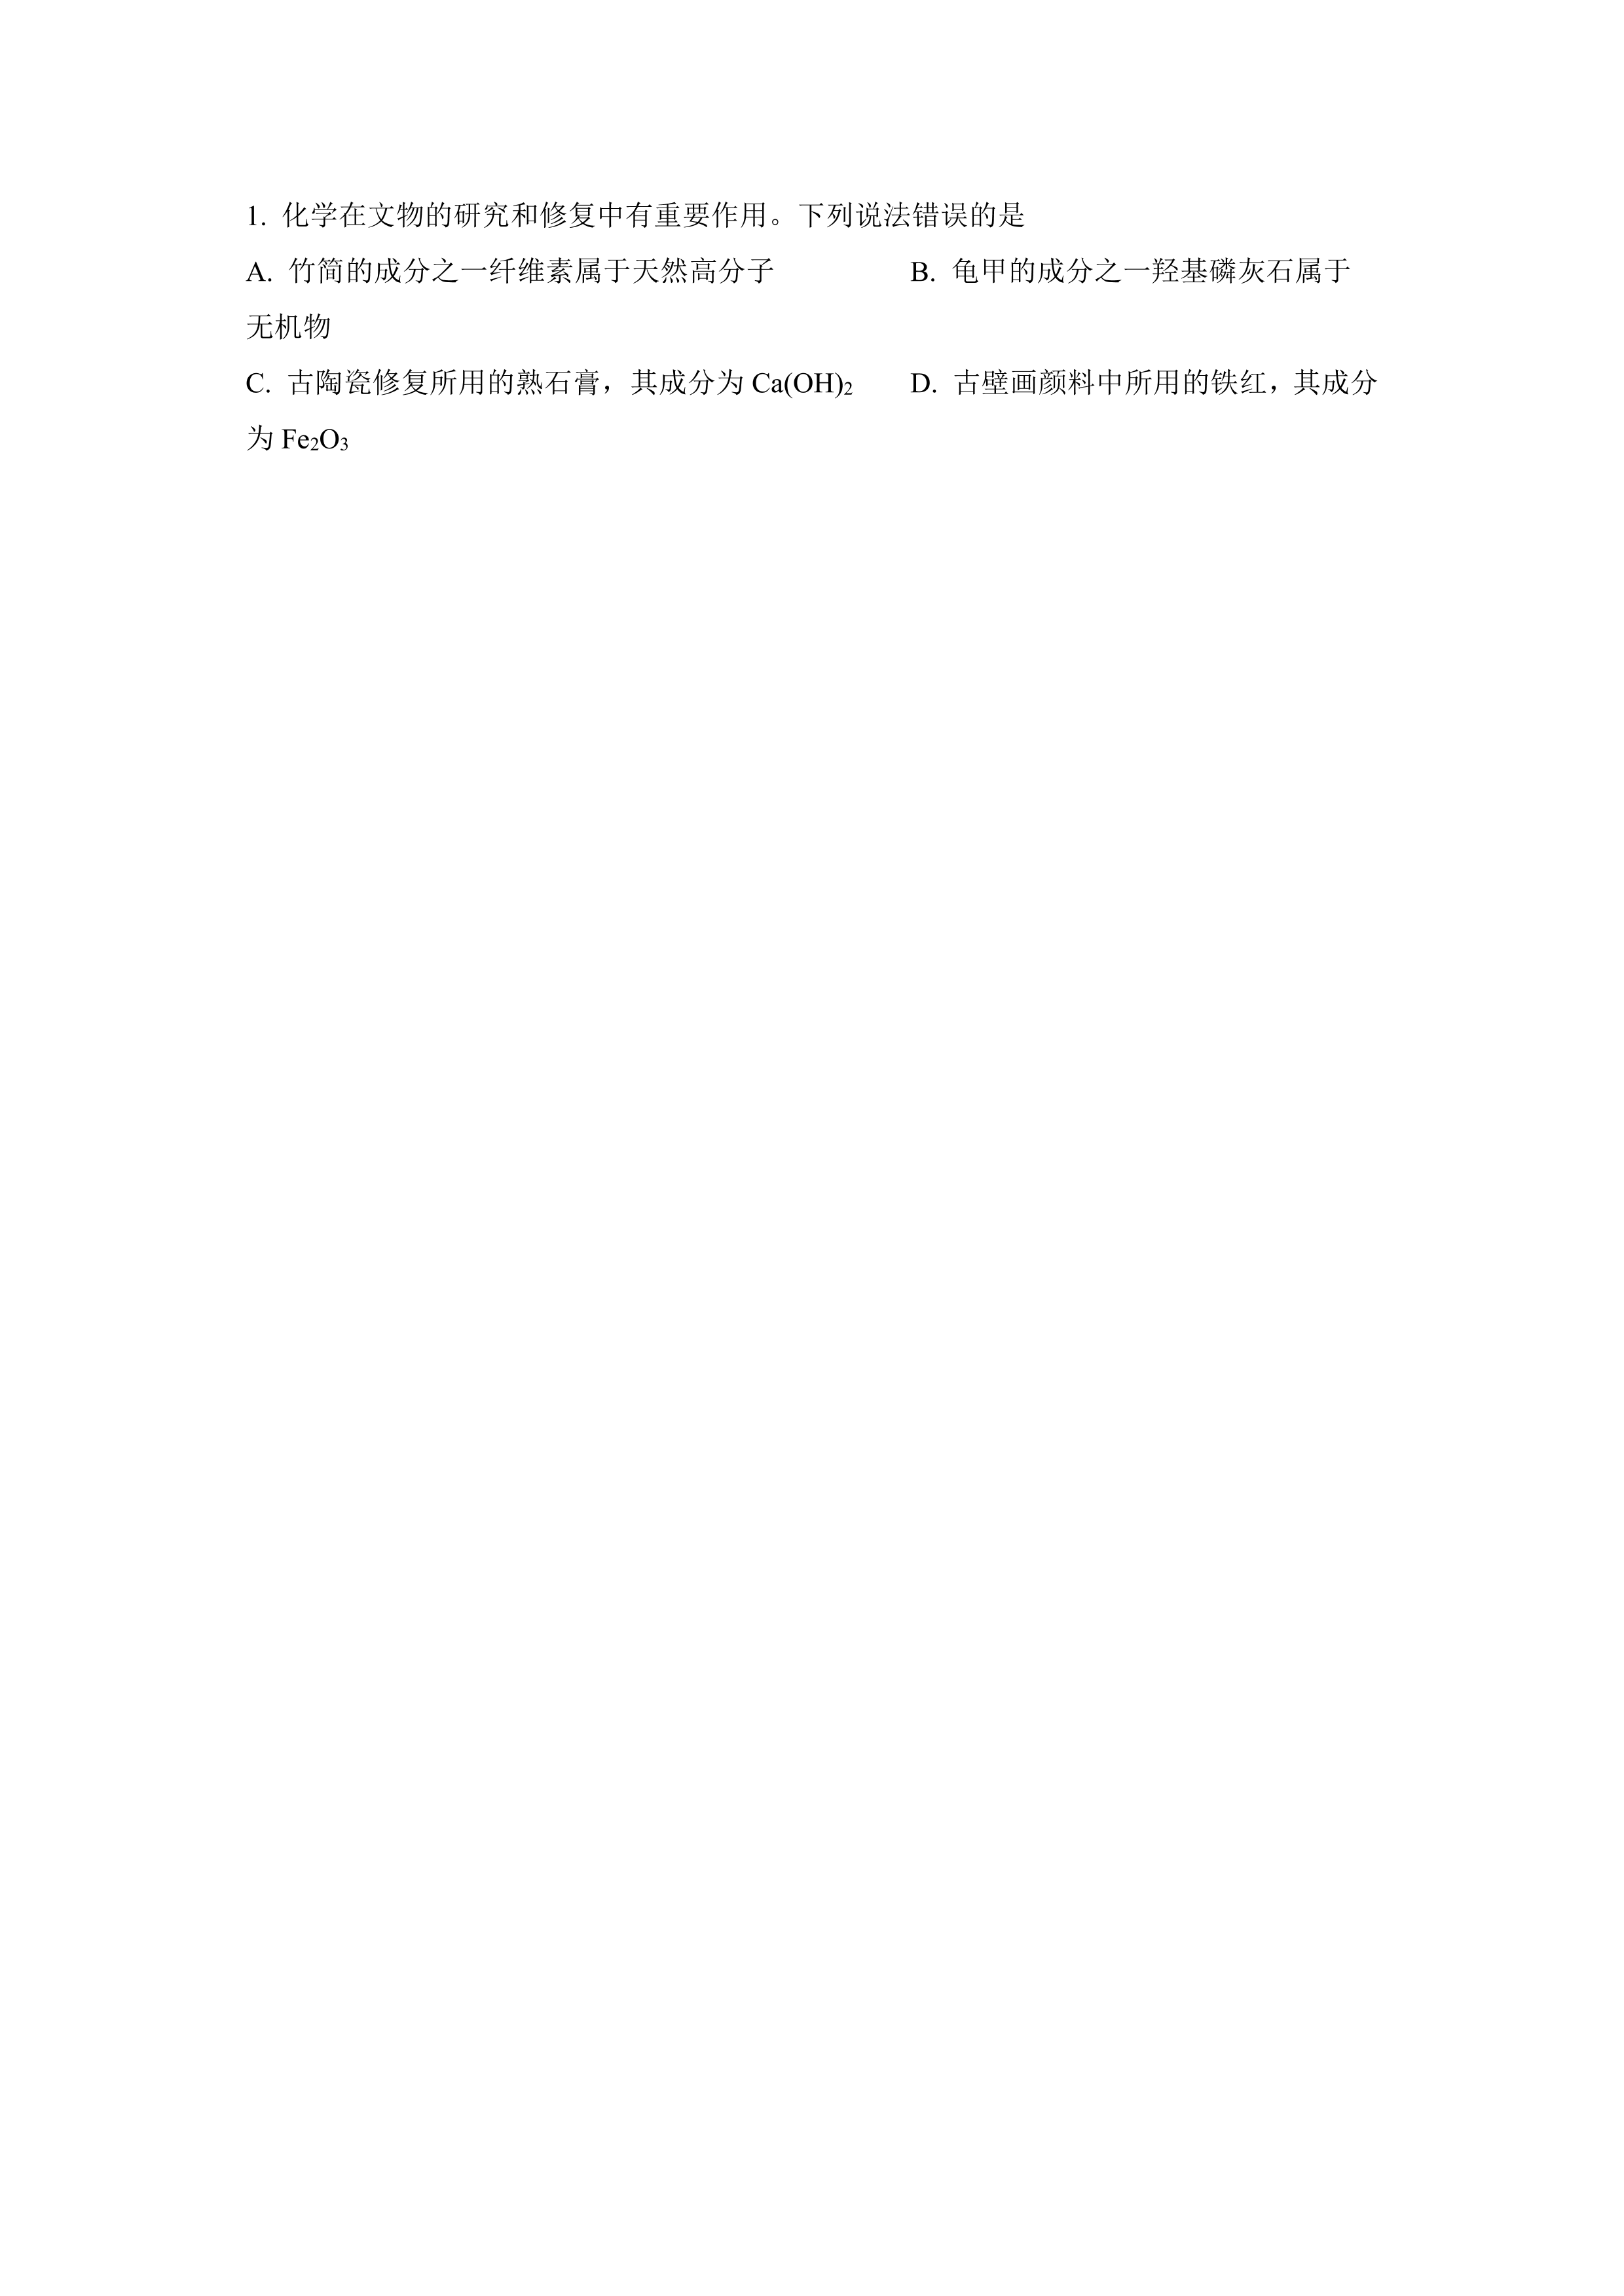 1. 化学在文物的研究和修复中有重要作用。下列说法错误的是
A. 竹简的成分之一纤维素属于天然高分子 B. 龟甲的成分之一羟基磷灰石属于
无机物
C. 古陶瓷修复所用的熟石膏，其成分为 Ca(OH)₂ D. 古壁画颜料中所用的铁红，其成分
为 Fe₂O₃